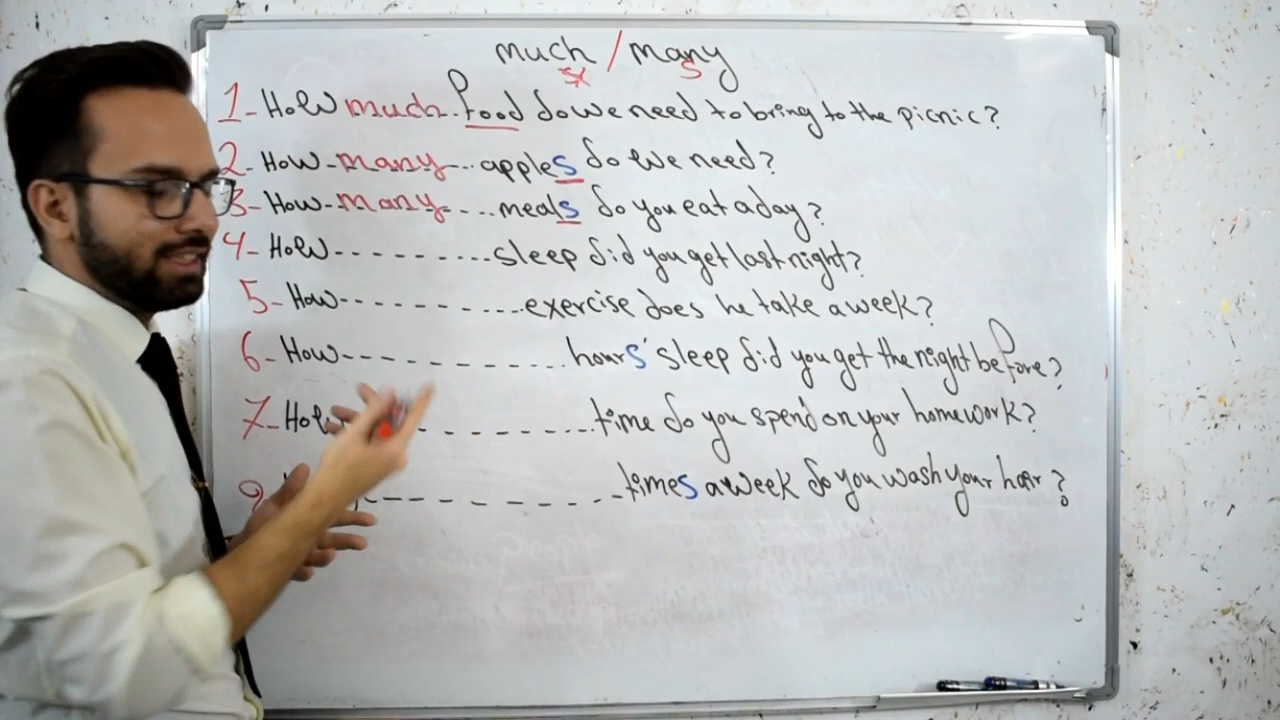 much / many
sx s
1- How much food do we need to bring to the picnic?
2- How many apples do we need?
3- How many meals do you eat a day?
4- How ......... sleep did you get last night?
5- How ......... exercise does he take a week?
6- How ......... hours' sleep did you get the night before?
7- How ......... time do you spend on your homework?
......... times a week do you wash your hair?